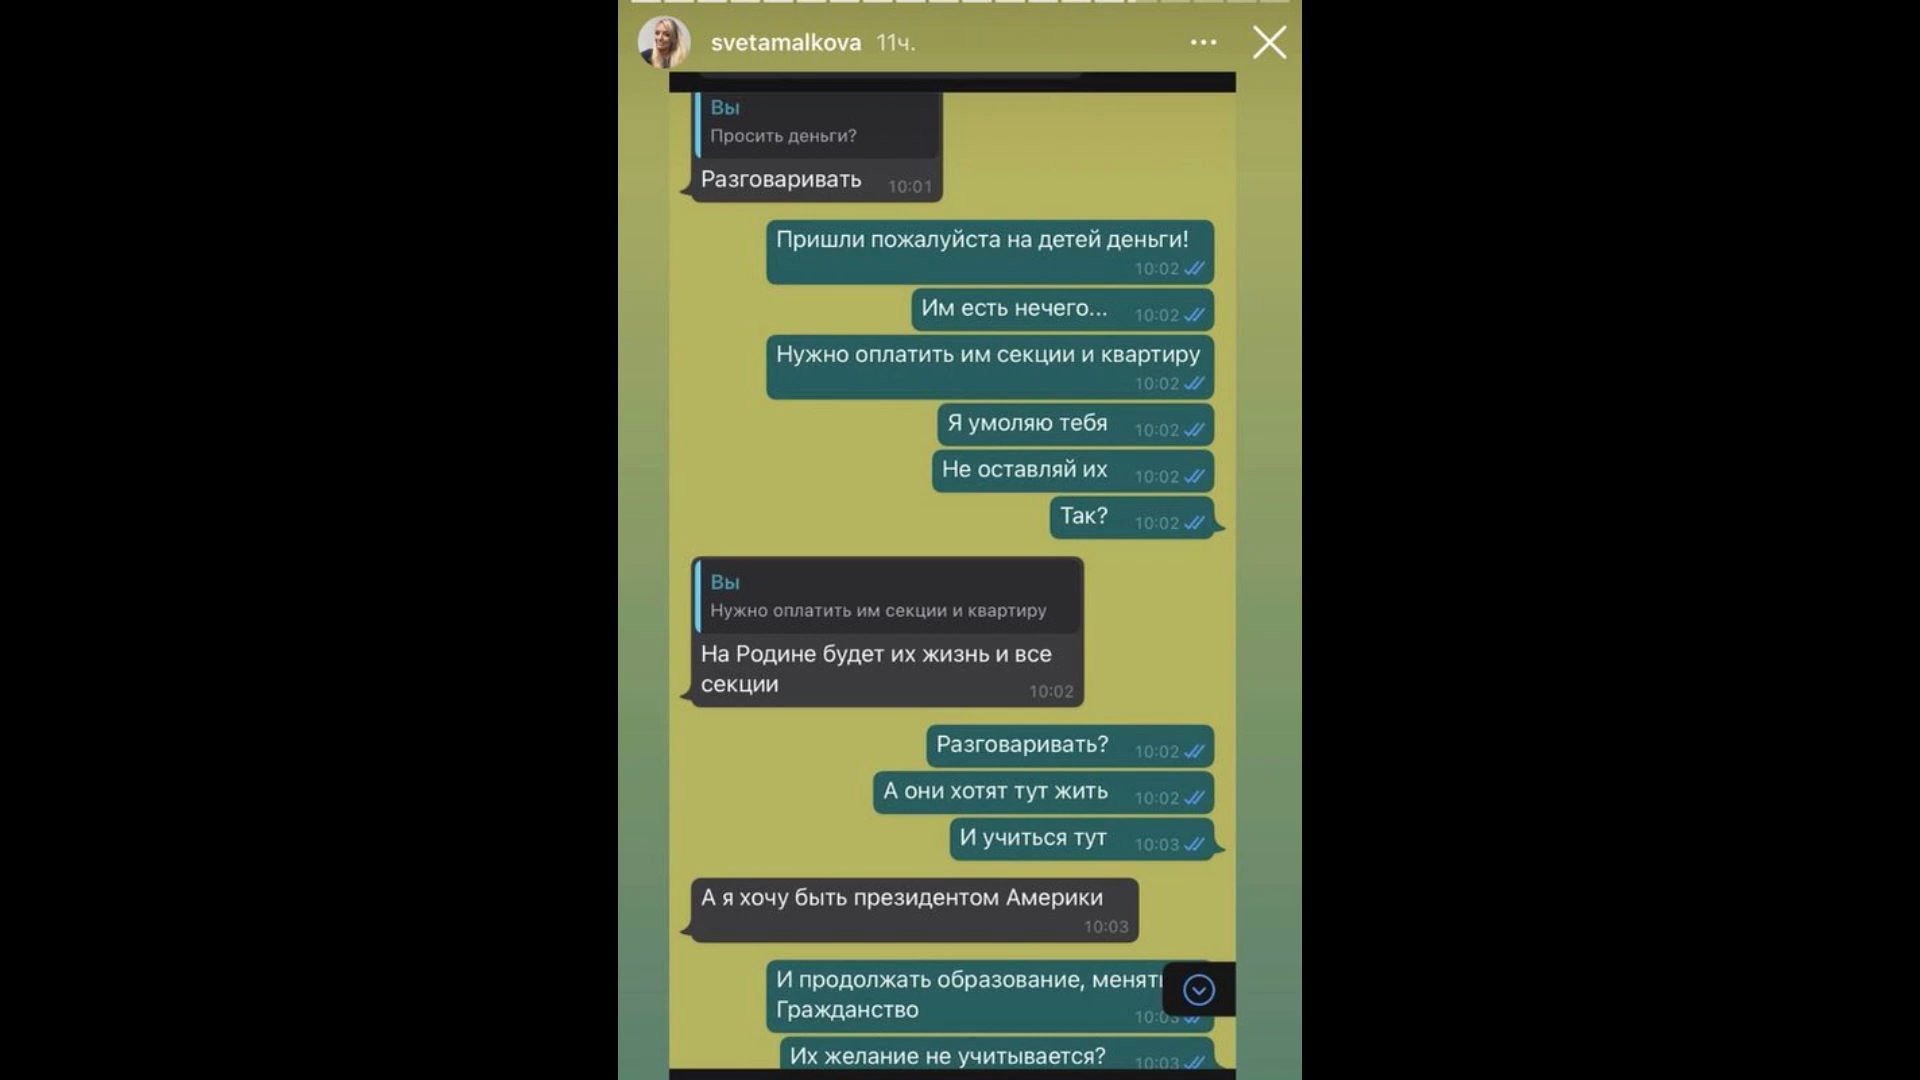 svetamalkova 11ч.
Вы
Просить деньги?
Разговаривать 10:01
Пришли пожалуйста на детей деньги!
10:02
Им есть нечего... 10:02
Нужно оплатить им секции и квартиру
10:02
Я умоляю тебя 10:02
Не оставляй их 10:02
Так? 10:02
Вы
Нужно оплатить им секции и квартиру
На Родине будет их жизнь и все
секции 10:02
Разговаривать? 10:02
А они хотят тут жить 10:02
И учиться тут 10:03
А я хочу быть президентом Америки
10:03
И продолжать образование, менять
Гражданство 10:03
Их желание не учитывается? 10:03